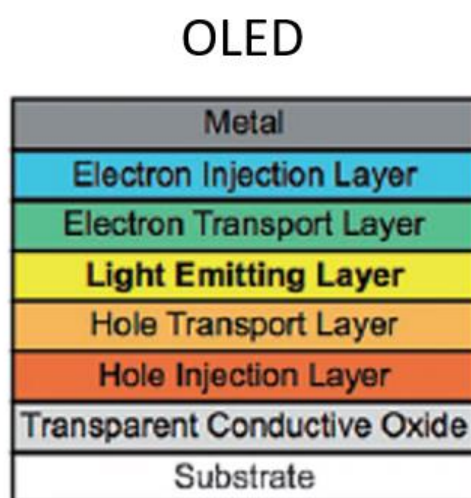 OLED
Metal
Electron Injection Layer
Electron Transport Layer
Light Emitting Layer
Hole Transport Layer
Hole Injection Layer
Transparent Conductive Oxide
Substrate